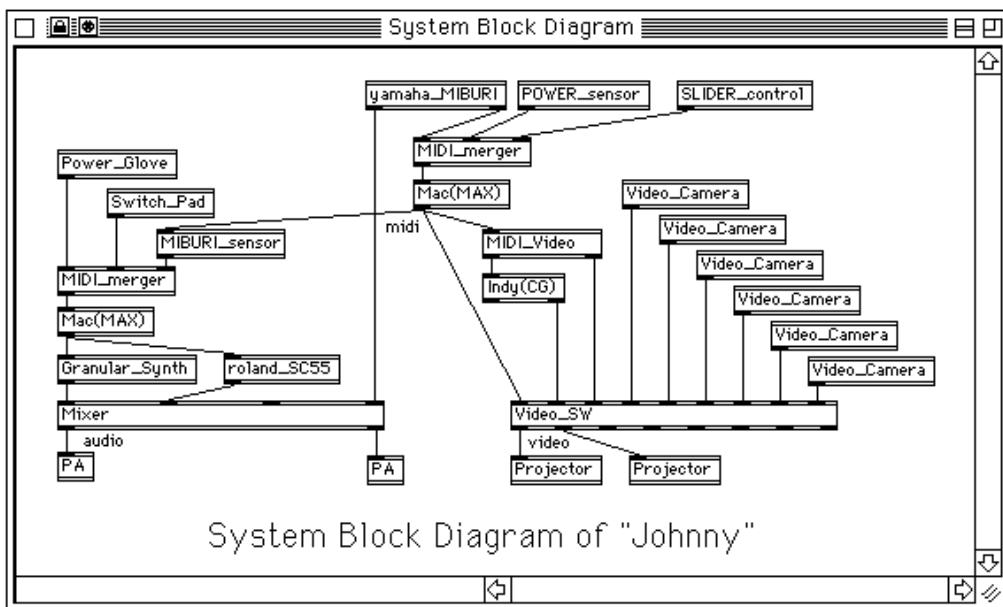 System Block Diagram
yamaha_MIBURI
POWER_sensor
SLIDER_control
MIDI_merger
Power_Glove
Mac(MAX)
Video_Camera
Switch_Pad
midi
MIBURI_sensor
MIDI_Video
Video_Camera
Video_Camera
MIDI_merger
Indy(CG)
Video_Camera
Mac(MAX)
Video_Camera
Granular_Synth
roland_SC55
Video_Camera
Mixer
Video_SW
audio
video
PA
PA
Projector
Projector
System Block Diagram of "Johnny"